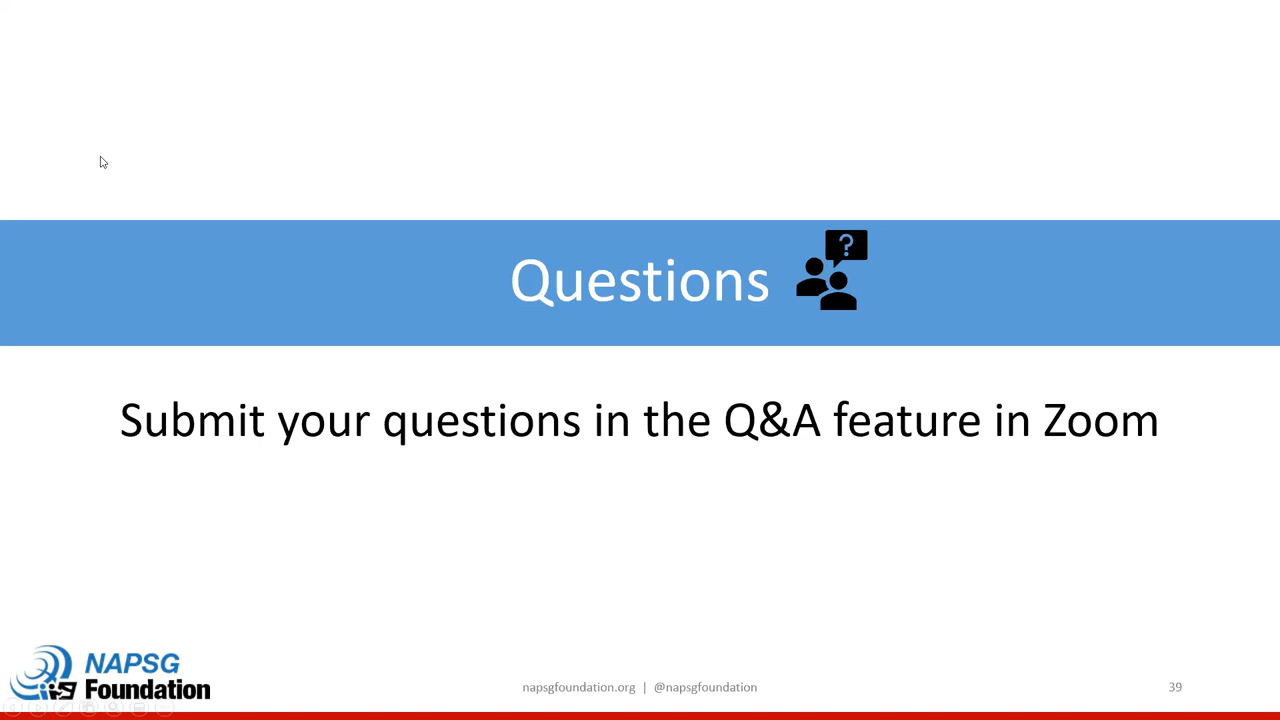 Questions
?
Submit your questions in the Q&A feature in Zoom
NAPSG
Foundation
napsgfoundation.org | @napsgfoundation
39